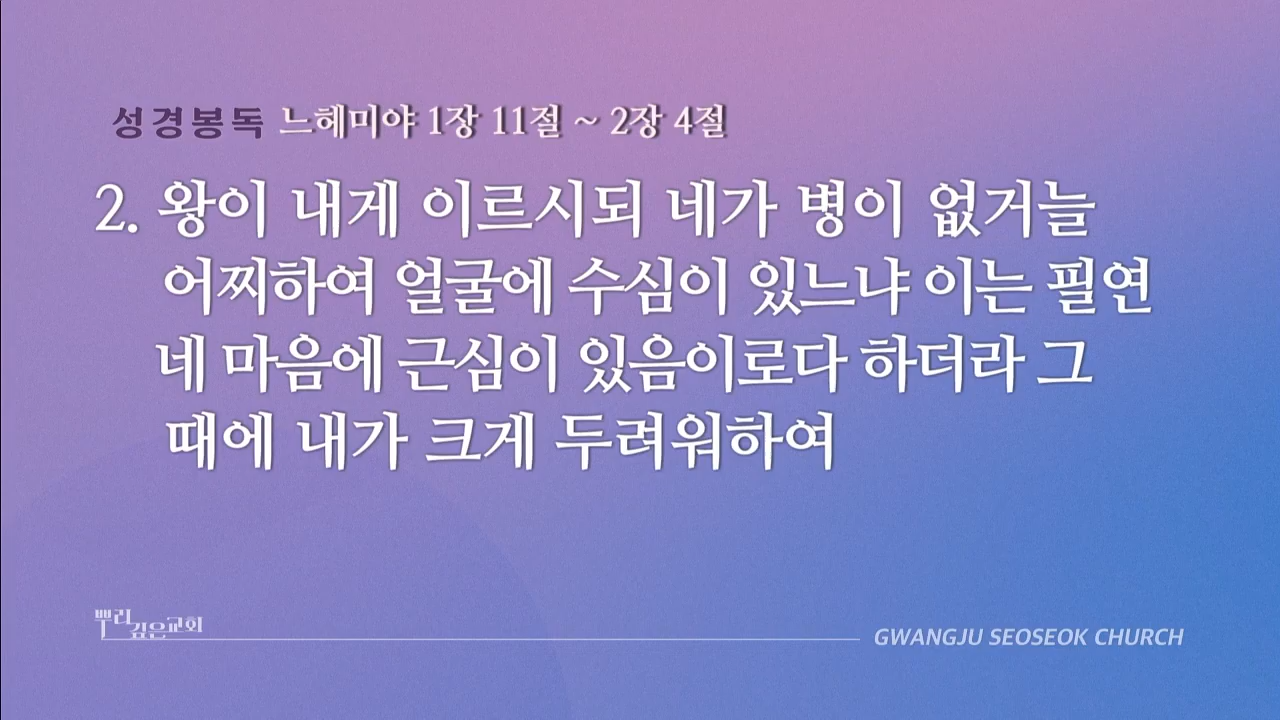 성경봉독 느헤미야 1장 11절 ~ 2장 4절
2. 왕이 내게 이르시되 네가 병이 없거늘
어찌하여 얼굴에 수심이 있느냐 이는 필연
네 마음에 근심이 있음이로다 하더라 그
때에 내가 크게 두려워하여
뿌리
깊은교회
GWANGJU SEOSEOK CHURCH